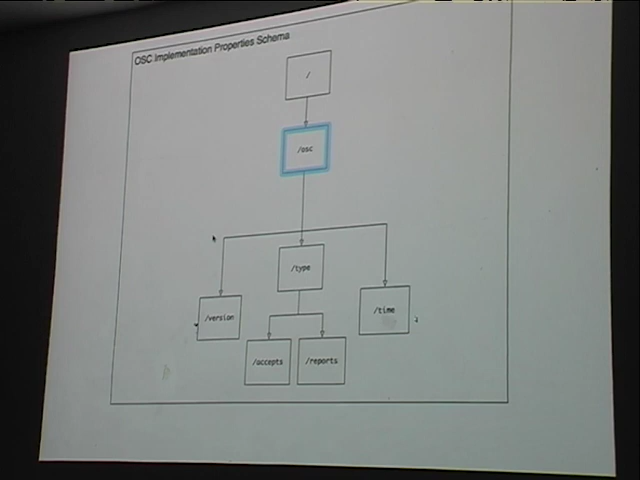 OSC Implementation Properties Schema
/
/osc
/type
/version
/time
/accepts
/reports